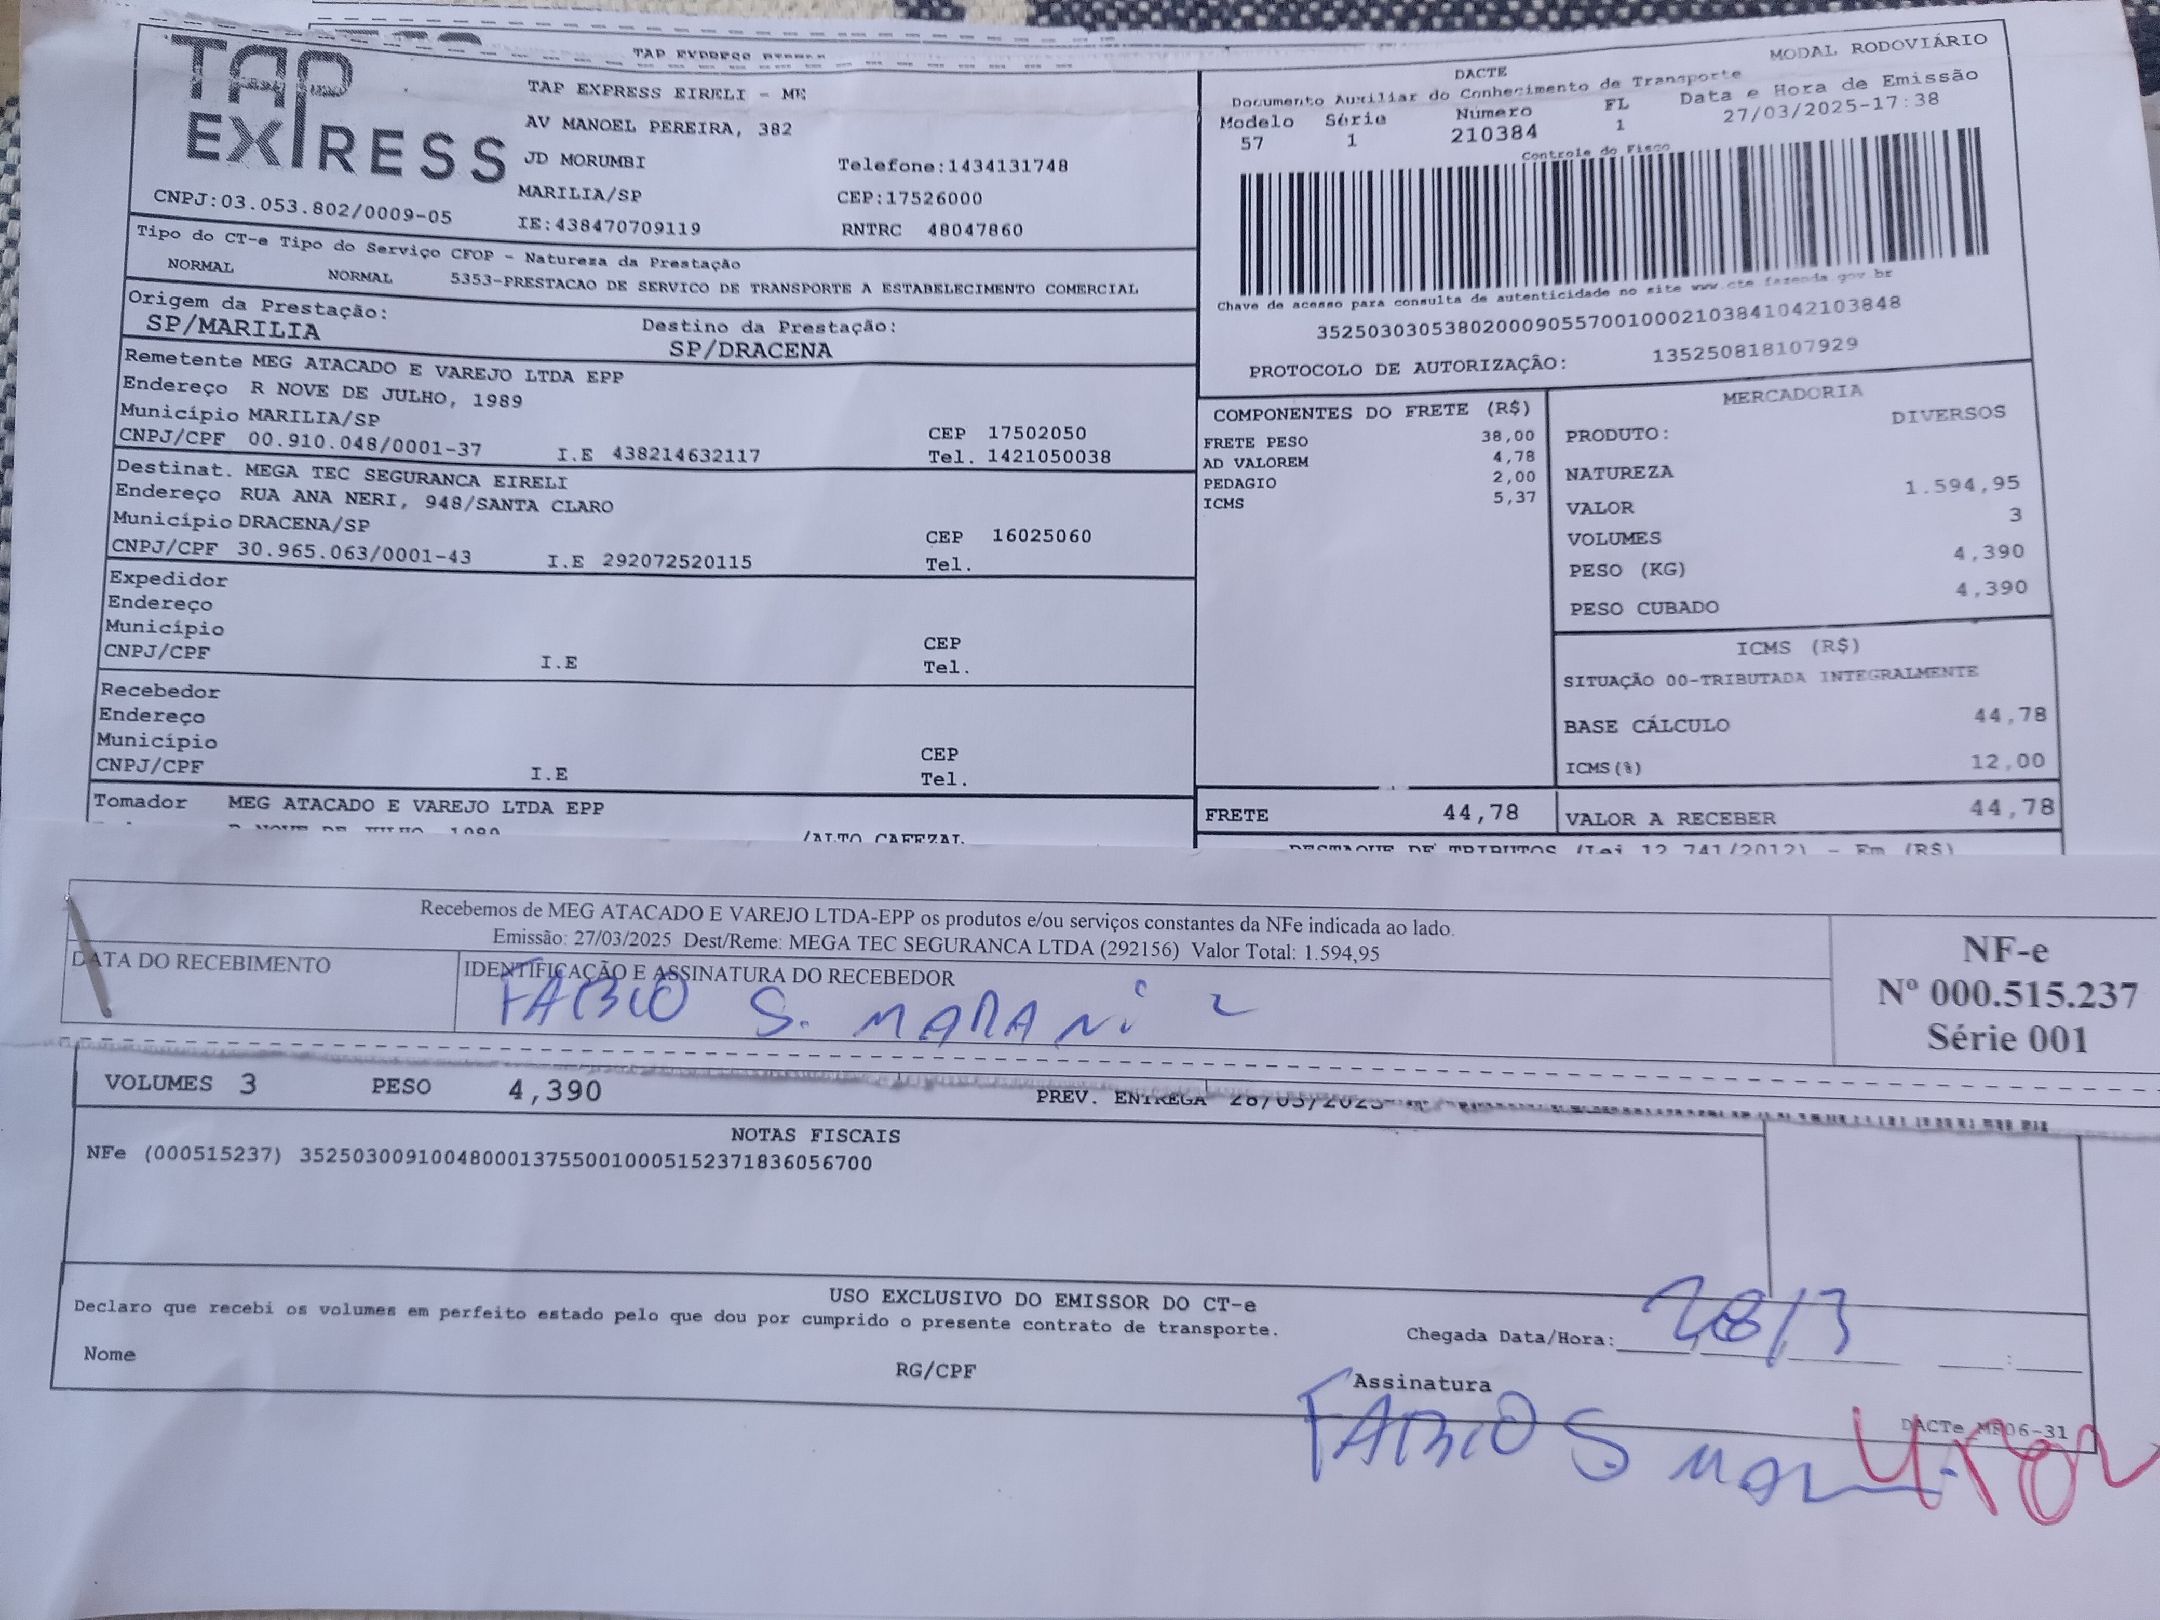 TAP EXPRESS
TAP EXPRESS EIRELI - ME
AV MANOEL PEREIRA, 382
JD MORUMBI Telefone:1434131748
MARILIA/SP CEP:17526000
CNPJ:03.053.802/0009-05 IE:438470709119 RNTRC 48047860
MODAL RODOVIÁRIO
DACTE
Documento Auxiliar do Conhecimento de Transporte
Modelo Série Número FL Data e Hora de Emissão
57 1 210384 1 27/03/2025-17:38
Controle do Fisco
Chave de acesso para consulta de autenticidade no site www.cte fazenda gov br
35250303053802000905570010002103841042103848
PROTOCOLO DE AUTORIZAÇÃO: 135250818107929
Tipo do CT-e Tipo do Serviço CFOP - Natureza da Prestação
NORMAL NORMAL 5353-PRESTACAO DE SERVICO DE TRANSPORTE A ESTABELECIMENTO COMERCIAL
Origem da Prestação: Destino da Prestação:
SP/MARILIA SP/DRACENA
Remetente MEG ATACADO E VAREJO LTDA EPP
Endereço R NOVE DE JULHO, 1989
Município MARILIA/SP CEP 17502050
CNPJ/CPF 00.910.048/0001-37 I.E 438214632117 Tel. 1421050038
Destinat. MEGA TEC SEGURANCA EIRELI
Endereço RUA ANA NERI, 948/SANTA CLARO
Município DRACENA/SP CEP 16025060
CNPJ/CPF 30.965.063/0001-43 I.E 292072520115 Tel.
Expedidor
Endereço
Município CEP
CNPJ/CPF I.E Tel.
Recebedor
Endereço
Município CEP
CNPJ/CPF I.E Tel.
Tomador MEG ATACADO E VAREJO LTDA EPP
R NOVE DE JULHO, 1989 /ALTO CAFEZAL
COMPONENTES DO FRETE (R$)
FRETE PESO 38,00
AD VALOREM 4,78
PEDAGIO 2,00
ICMS 5,37
FRETE 44,78
MERCADORIA
PRODUTO: DIVERSOS
NATUREZA
VALOR 1.594,95
VOLUMES 3
PESO (KG) 4,390
PESO CUBADO 4,390
ICMS (R$)
SITUAÇÃO 00-TRIBUTADA INTEGRALMENTE
BASE CÁLCULO 44,78
ICMS(%) 12,00
VALOR A RECEBER 44,78
DESTAQUE DE TRIBUTOS (Lei 12.741/2012) - Em (R$)
Recebemos de MEG ATACADO E VAREJO LTDA-EPP os produtos e/ou serviços constantes da NFe indicada ao lado.
Emissão: 27/03/2025 Dest/Reme: MEGA TEC SEGURANCA LTDA (292156) Valor Total: 1.594,95
DATA DO RECEBIMENTO IDENTIFICAÇÃO E ASSINATURA DO RECEBEDOR
FABIO S. MARANi
NF-e
Nº 000.515.237
Série 001
VOLUMES 3 PESO 4,390 PREV. ENTREGA 28/03/2025
NOTAS FISCAIS
NFe (000515237) 35250300910048000137550010005152371836056700
USO EXCLUSIVO DO EMISSOR DO CT-e
Declaro que recebi os volumes em perfeito estado pelo que dou por cumprido o presente contrato de transporte.
Chegada Data/Hora: 28/3
Nome RG/CPF Assinatura
FABIO S